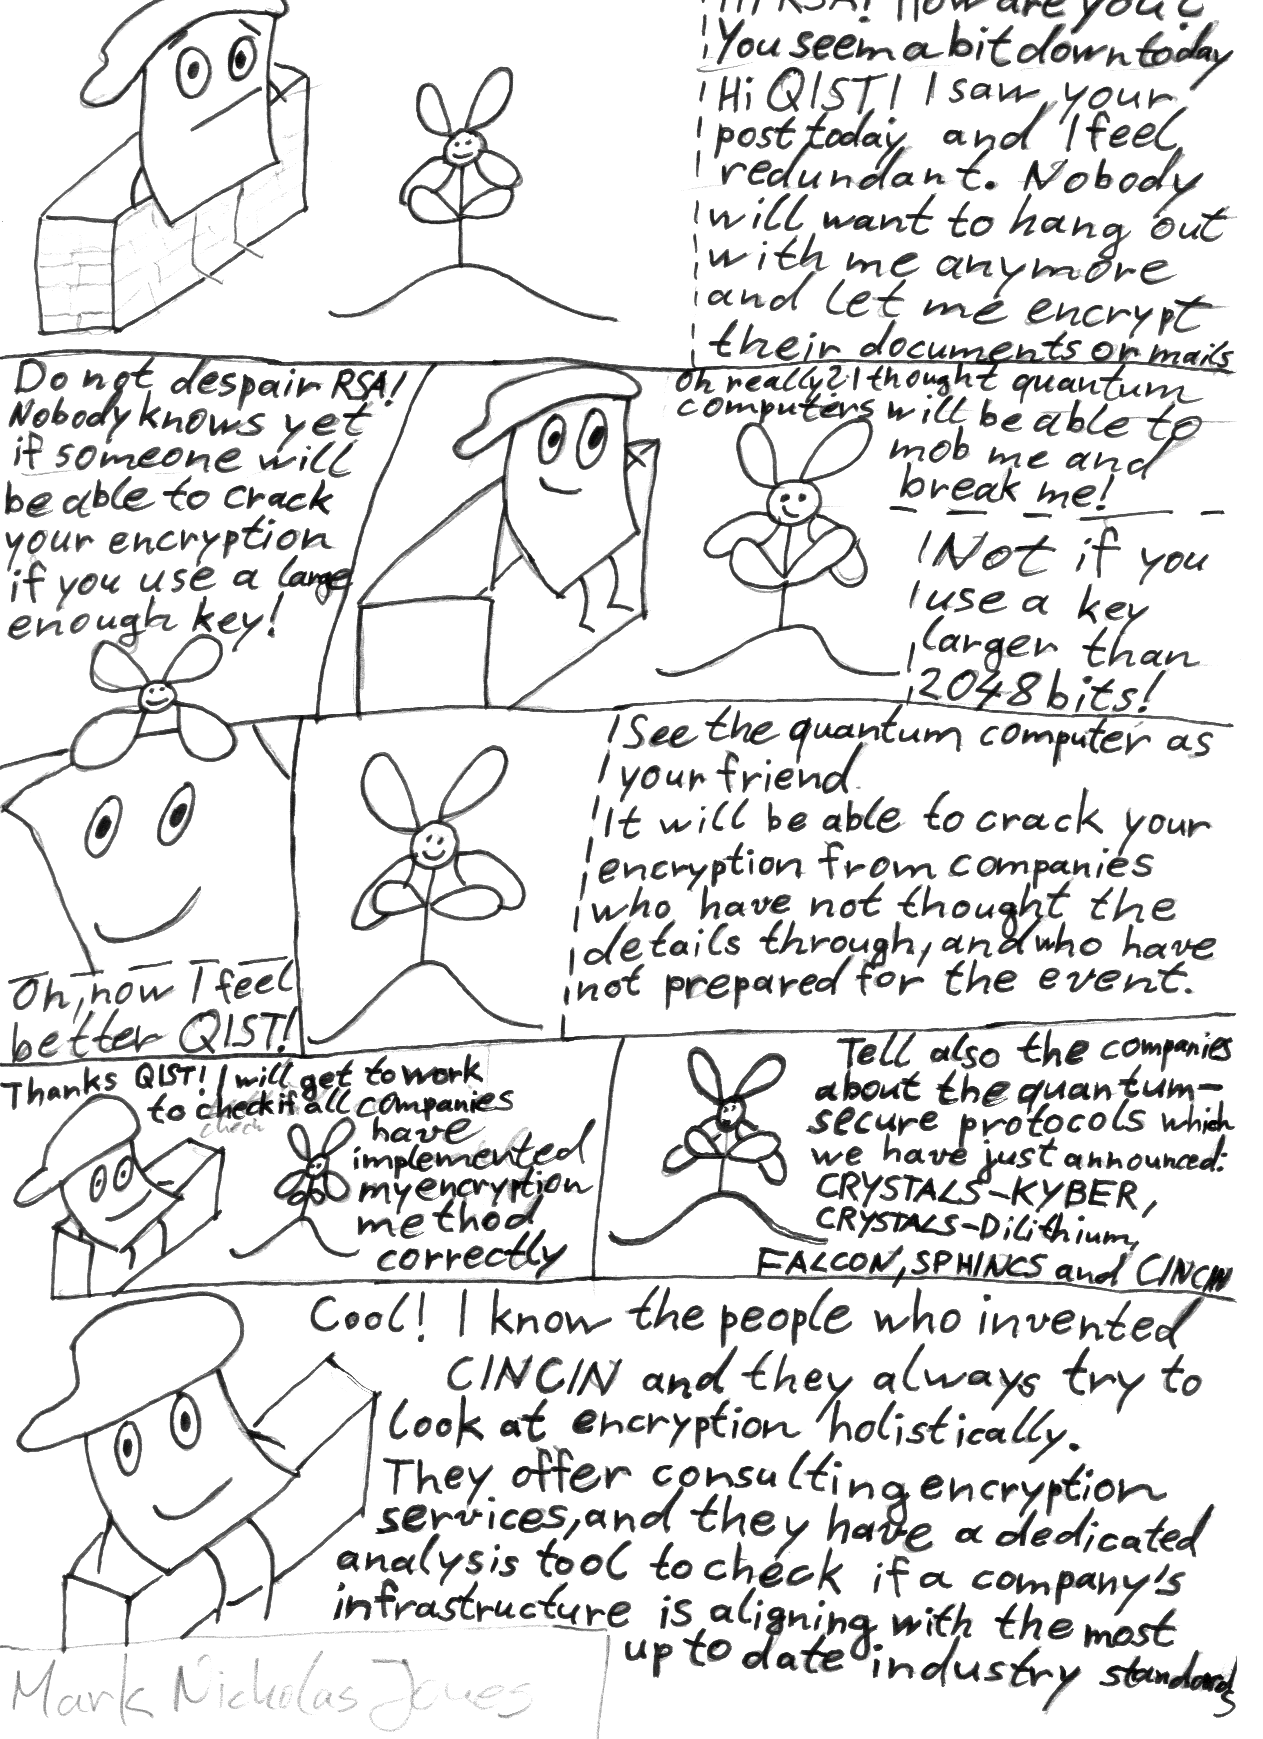 Hi RSA! How are you?
You seem a bit down today
Hi QIST! I saw your
post today and I feel
redundant. Nobody
will want to hang out
with me anymore
and let me encrypt
their documents or mails
Do not despair RSA!
Nobody knows yet
if someone will
be able to crack
your encryption
if you use a large
enough key!
Oh really?! I thought quantum
computers will be able to
mob me and
break me!
Not if you
use a key
larger than
2048 bits!
Oh, now I feel
better QIST!
See the quantum computer as
your friend.
It will be able to crack your
encryption from companies
who have not thought the
details through, and who have
not prepared for the event.
Thanks QIST! I will get to work
to check if all companies
check
have
implemented
my encryption
method
correctly
Tell also the companies
about the quantum-
secure protocols which
we have just announced:
CRYSTALS-KYBER,
CRYSTALS-Dilithium,
FALCON, SPHINCS and CINCIN
Cool! I know the people who invented
CINCIN and they always try to
look at encryption holistically.
They offer consulting encryption
services, and they have a dedicated
analysis tool to check if a company's
infrastructure is aligning with the most
up to date industry standards
Mark Nickolas Jones